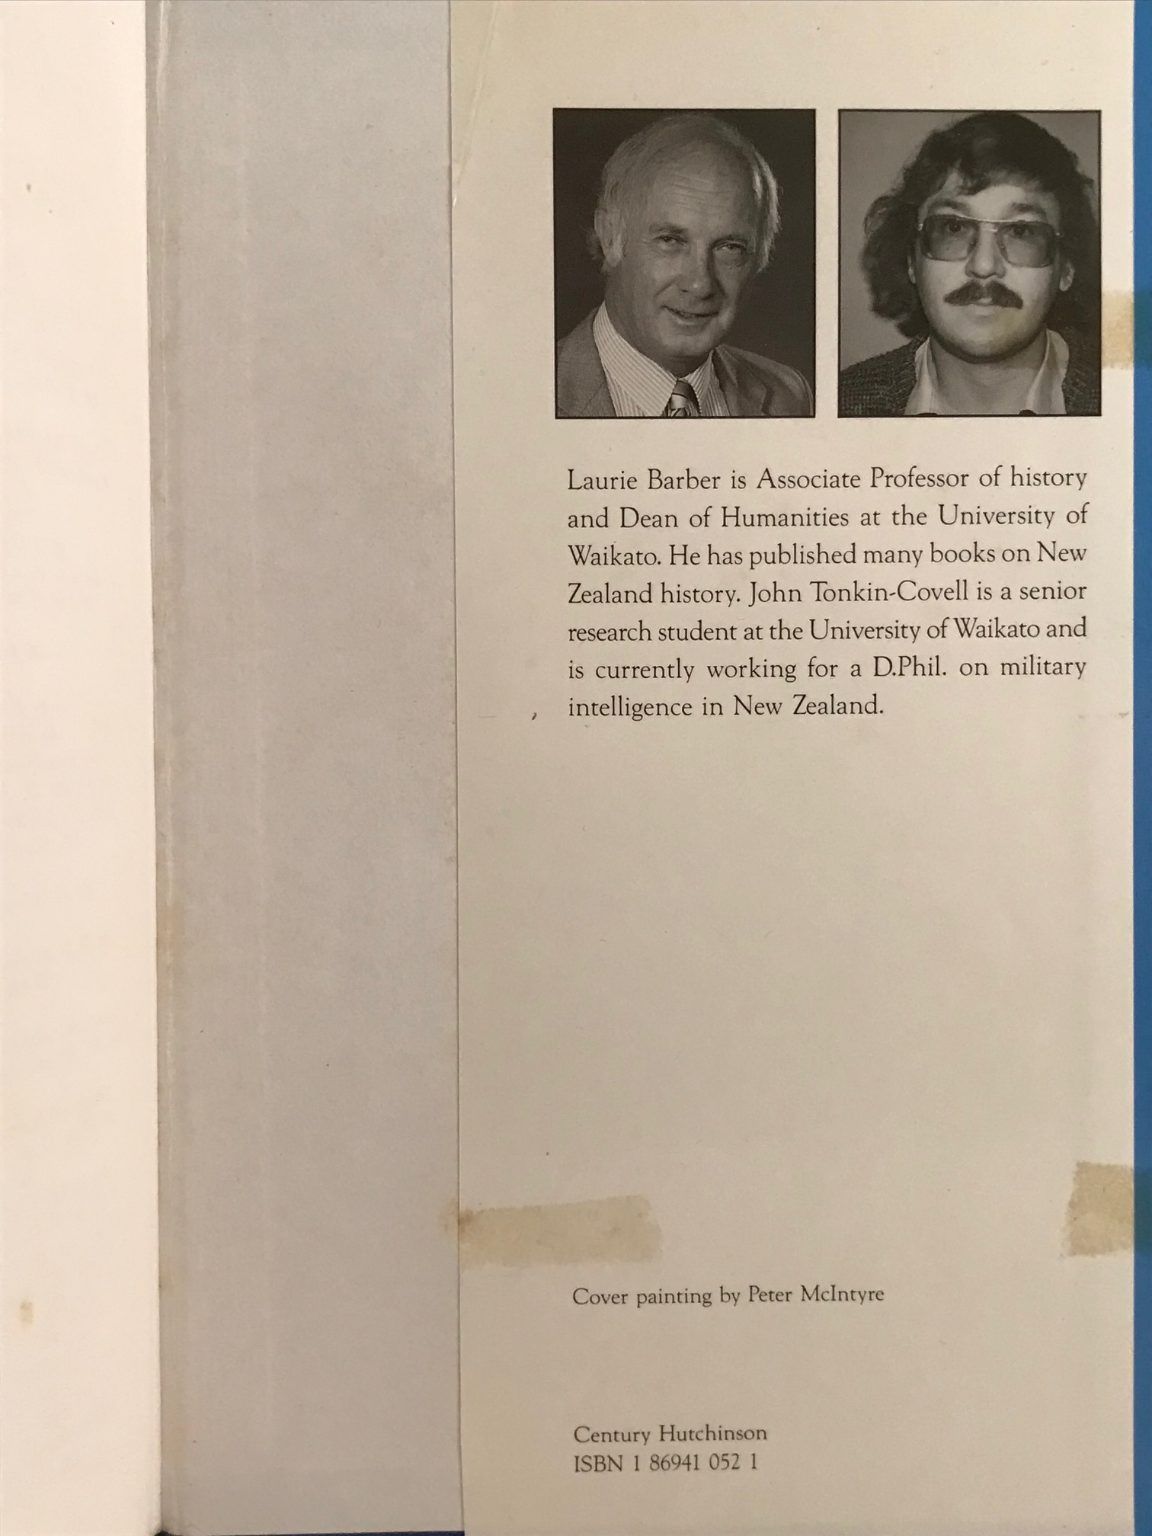 Laurie Barber is Associate Professor of history
and Dean of Humanities at the University of
Waikato. He has published many books on New
Zealand history. John Tonkin-Covell is a senior
research student at the University of Waikato and
is currently working for a D.Phil. on military
intelligence in New Zealand.
Cover painting by Peter McIntyre
Century Hutchinson
ISBN 1 86941 052 1